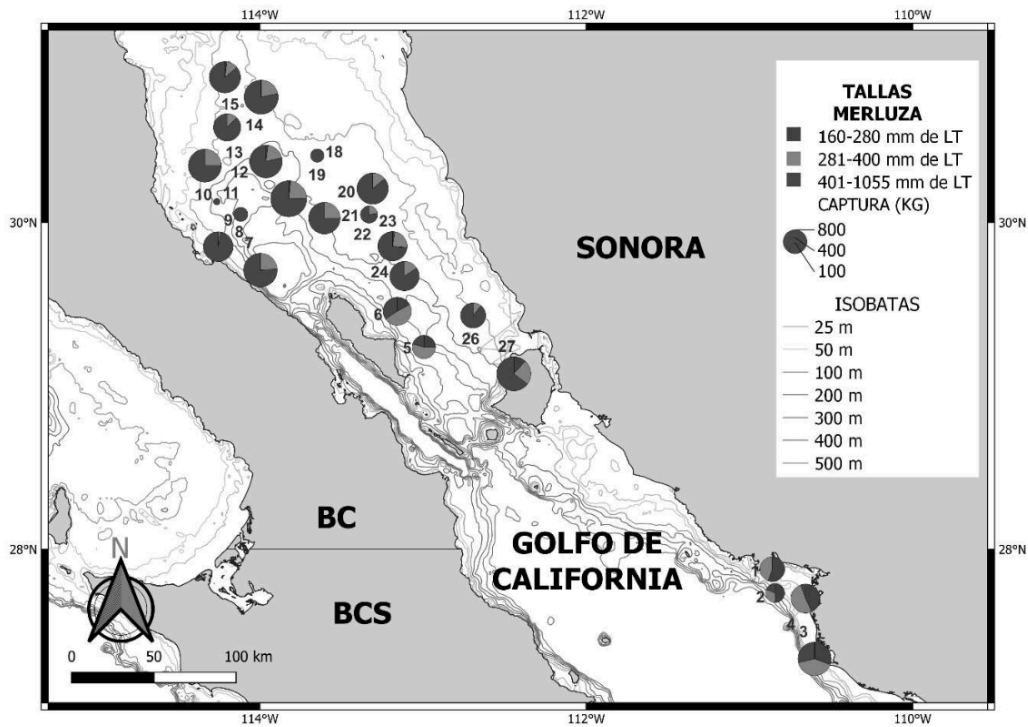 114°W 112°W 110°W
TALLAS
MERLUZA
160-280 mm de LT
281-400 mm de LT
401-1055 mm de LT
CAPTURA (KG)
800
400
100
ISOBATAS
25 m
50 m
100 m
200 m
300 m
400 m
500 m
15
14
13
12
18
19
10
11
20
9
8
7
21
22
23
24
6
5
26
27
30°N 30°N
SONORA
BC
GOLFO DE
CALIFORNIA
28°N 28°N
BCS
1
2
4
3
N
0 50 100 km
114°W 112°W 110°W